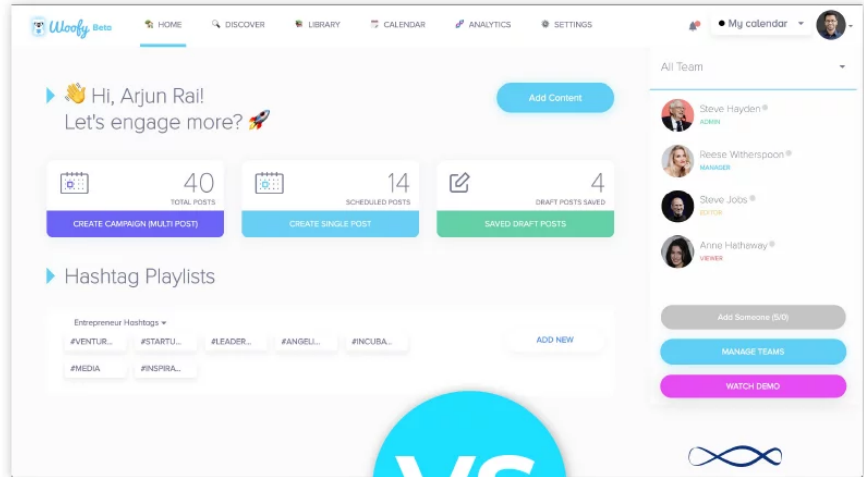 Woofy Beta
HOME
DISCOVER
LIBRARY
CALENDAR
ANALYTICS
SETTINGS
My calendar
Hi, Arjun Rai!
Let's engage more?
Add Content
40
TOTAL POSTS
CREATE CAMPAIGN (MULTI POST)
14
SCHEDULED POSTS
CREATE SINGLE POST
4
DRAFT POSTS SAVED
SAVED DRAFT POSTS
Hashtag Playlists
Entrepreneur Hashtags
#VENTUR...
#STARTU...
#LEADER...
#ANGELI...
#INCUBA...
ADD NEW
#MEDIA
#INSPIRA...
All Team
Steve Hayden
ADMIN
Reese Witherspoon
MANAGER
Steve Jobs
EDITOR
Anne Hathaway
VIEWER
Add Someone (5/0)
MANAGE TEAMS
WATCH DEMO
VS